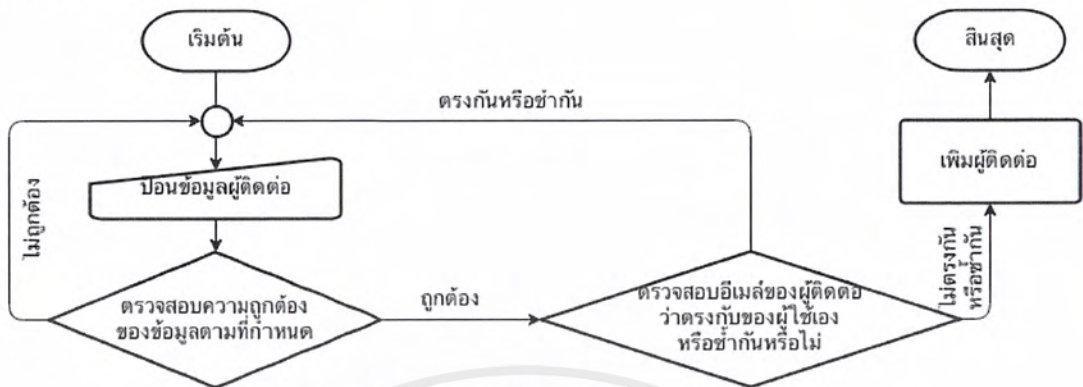 เริ่มต้น
สิ้นสุด
ตรงกันหรือซ้ำกัน
เพิ่มผู้ติดต่อ
ป้อนข้อมูลผู้ติดต่อ
ไม่ถูกต้อง
ไม่ตรงกัน
หรือซ้ำกัน
ตรวจสอบความถูกต้อง
ของข้อมูลตามที่กำหนด
ถูกต้อง
ตรวจสอบอีเมล์ของผู้ติดต่อ
ว่าตรงกับของผู้ใช้เอง
หรือซ้ำกันหรือไม่